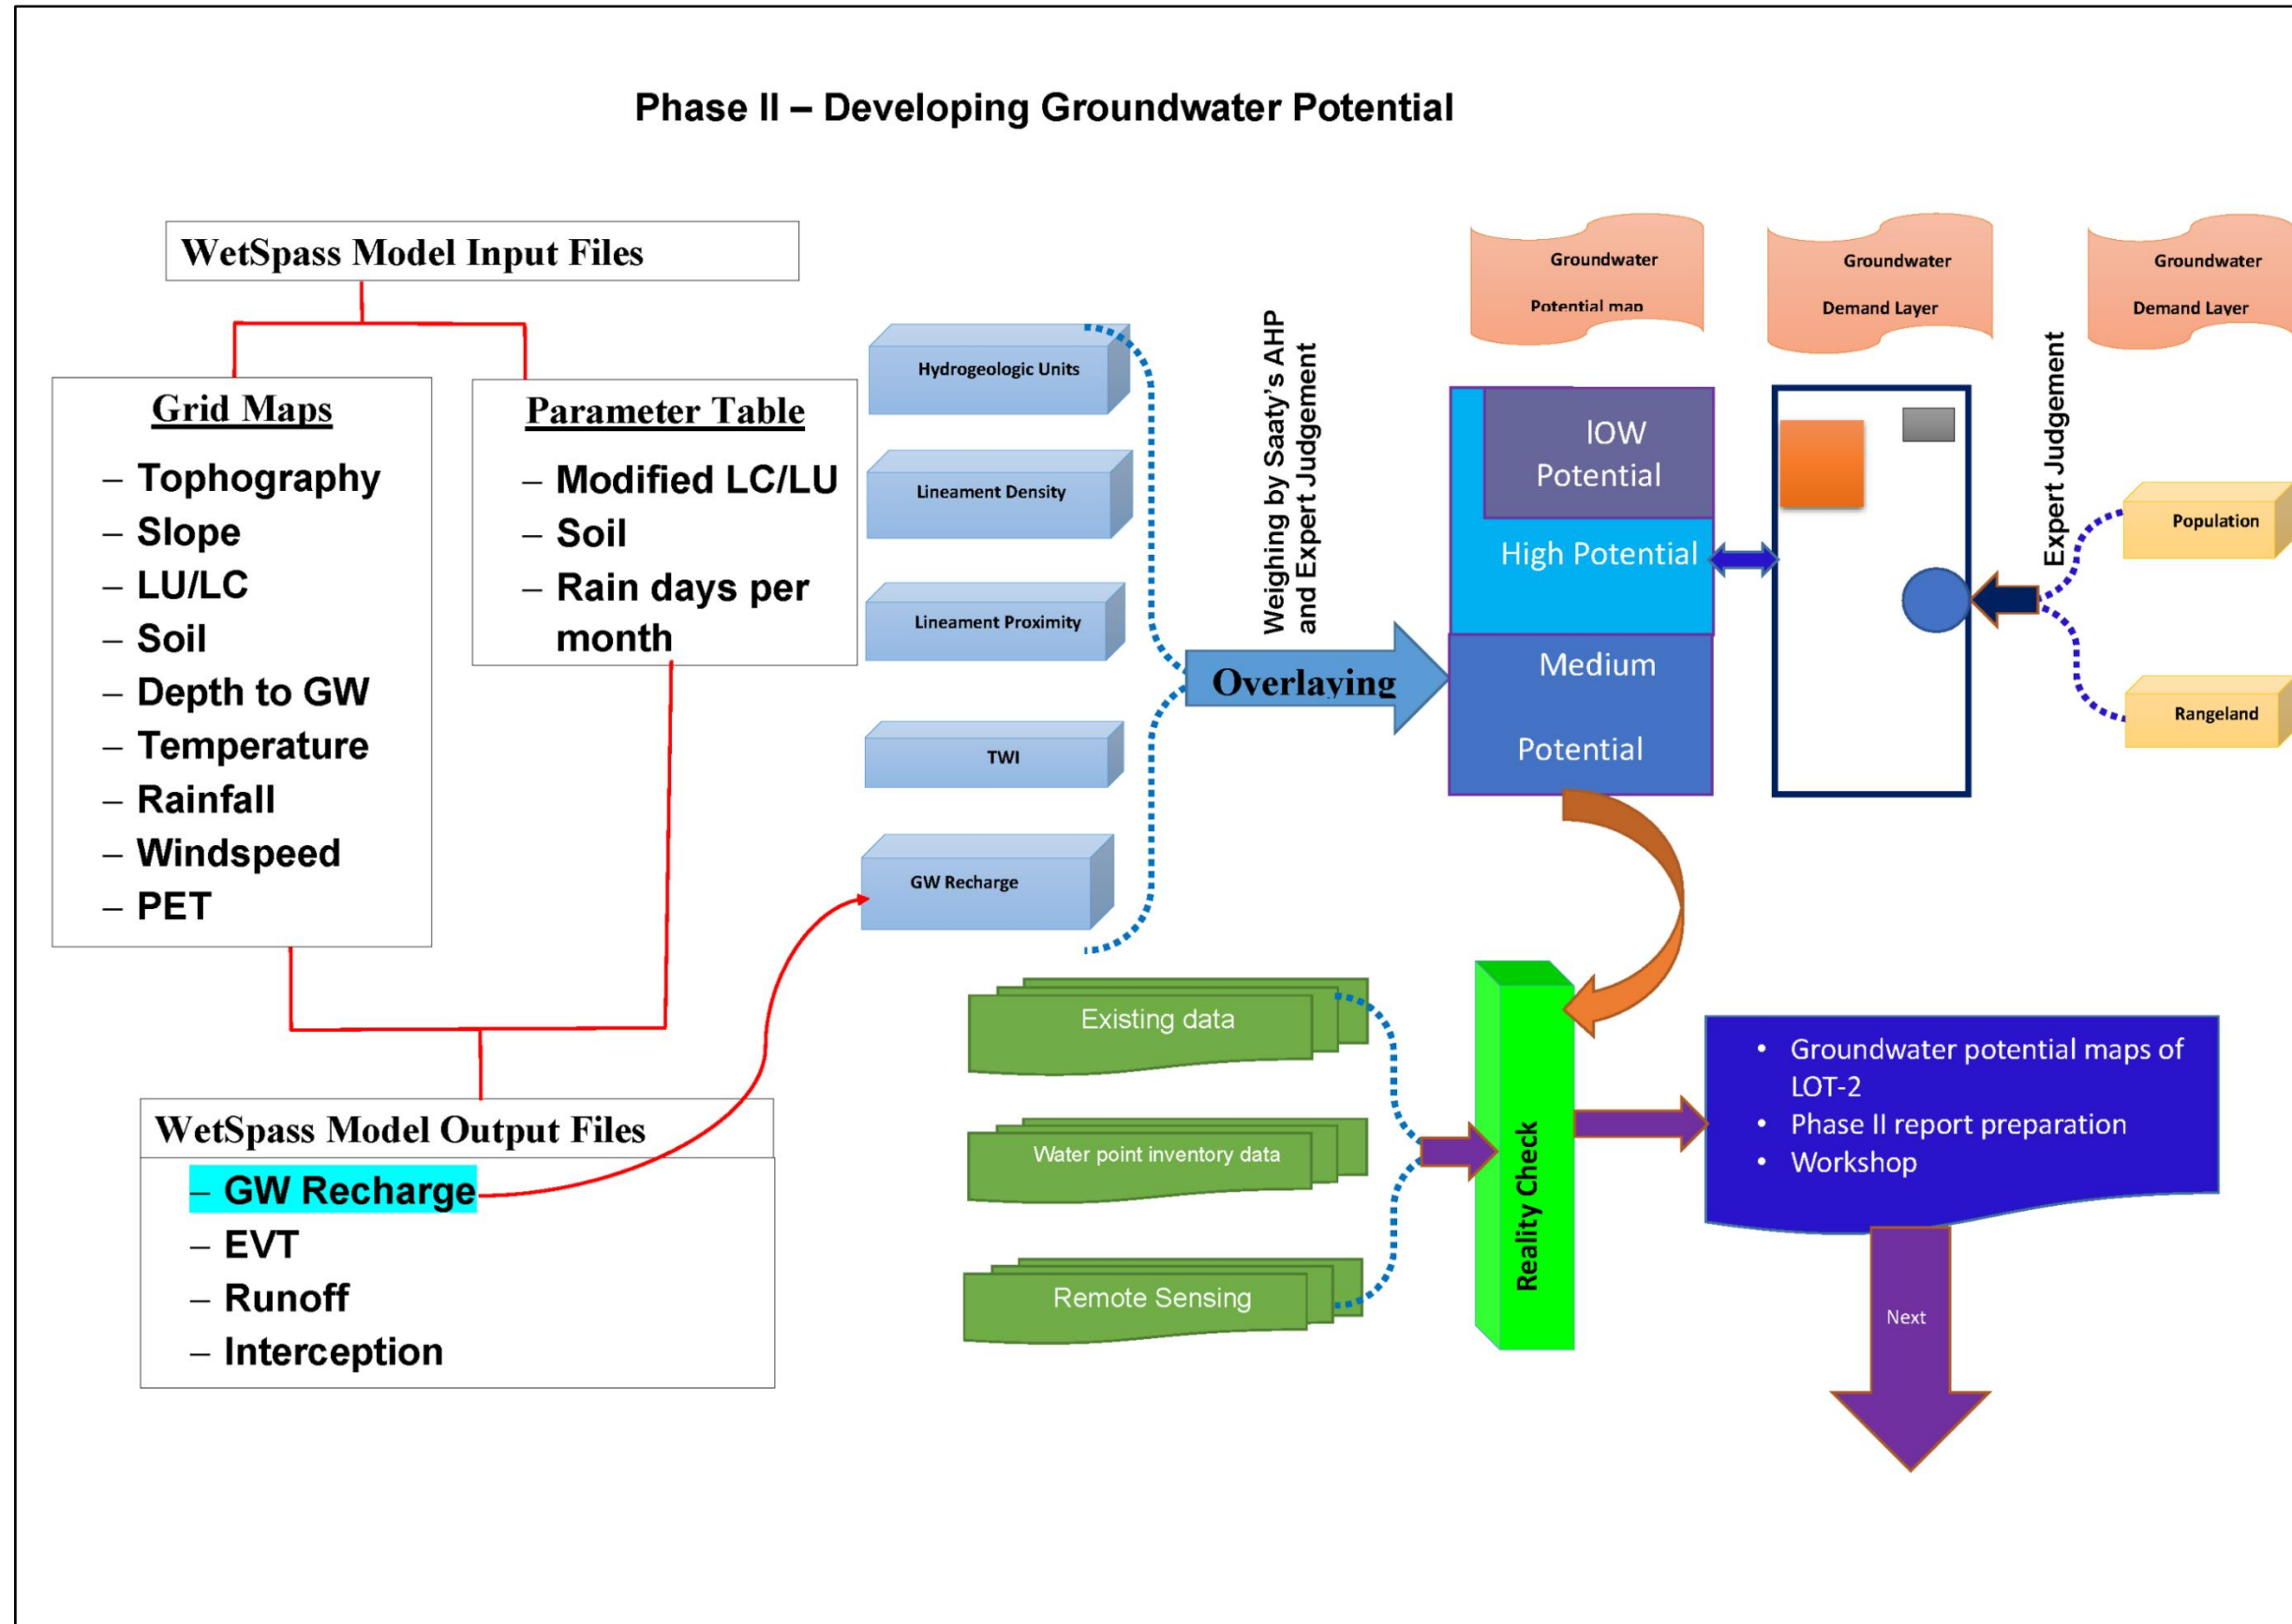 Phase II – Developing Groundwater Potential
WetSpass Model Input Files
Grid Maps
– Tophography
– Slope
– LU/LC
– Soil
– Depth to GW
– Temperature
– Rainfall
– Windspeed
– PET
Parameter Table
– Modified LC/LU
– Soil
– Rain days per
month
WetSpass Model Output Files
– GW Recharge
– EVT
– Runoff
– Interception
Hydrogeologic Units
Lineament Density
Lineament Proximity
TWI
GW Recharge
Weighing by Saaty's AHP
and Expert Judgement
Overlaying
Groundwater
Potential map
Groundwater
Demand Layer
Groundwater
Demand Layer
lOW
Potential
High Potential
Medium
Potential
Expert Judgement
Population
Rangeland
Existing data
Water point inventory data
Remote Sensing
Reality Check
• Groundwater potential maps of
LOT-2
• Phase II report preparation
• Workshop
Next